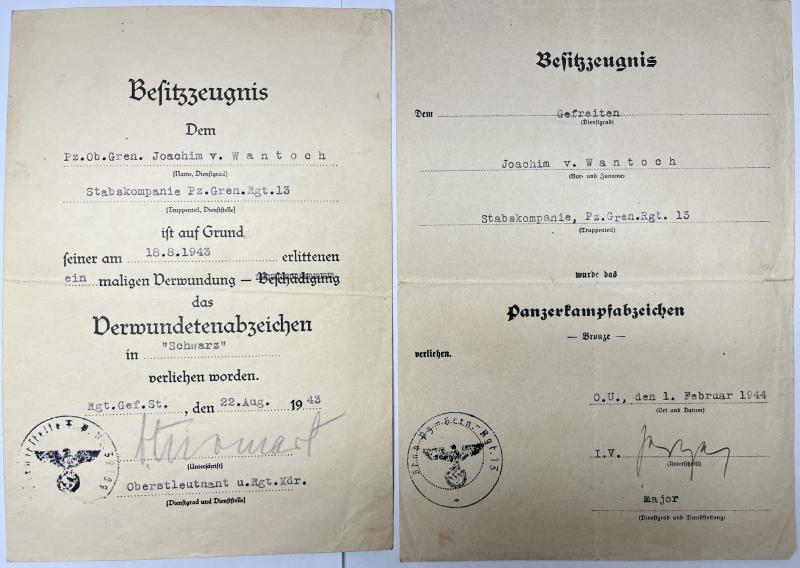 Besitzzeugnis
Dem
Pz.Ob.Gren. Joachim v. Wantoch
(Name, Dienstgrad)
Stabskompanie Pz.Gren.Rgt.13
(Truppenteil, Dienststelle)
ist auf Grund
seiner am 18.8.1943 erlittenen
ein maligen Verwundung – Beschädigung
das
Verwundetenabzeichen
in "Schwarz"
verliehen worden.
Rgt.Gef.St., den 22.Aug. 1943
(Unterschrift)
Oberstleutnant u.Rgt.Kdr.
(Dienstgrad und Dienststelle)
Besitzzeugnis
Dem Gefreiten
(Dienstgrad)
Joachim v. Wantoch
(Vor- und Zuname)
Stabskompanie, Pz.Gren.Rgt. 13
(Truppenteil)
wurde das
Panzerkampfabzeichen
— Bronze —
verliehen.
O.U., den 1. Februar 1944
(Ort und Datum)
I.V.
(Unterschrift)
Major
(Dienstgrad und Dienststellung)
Rgt. 13